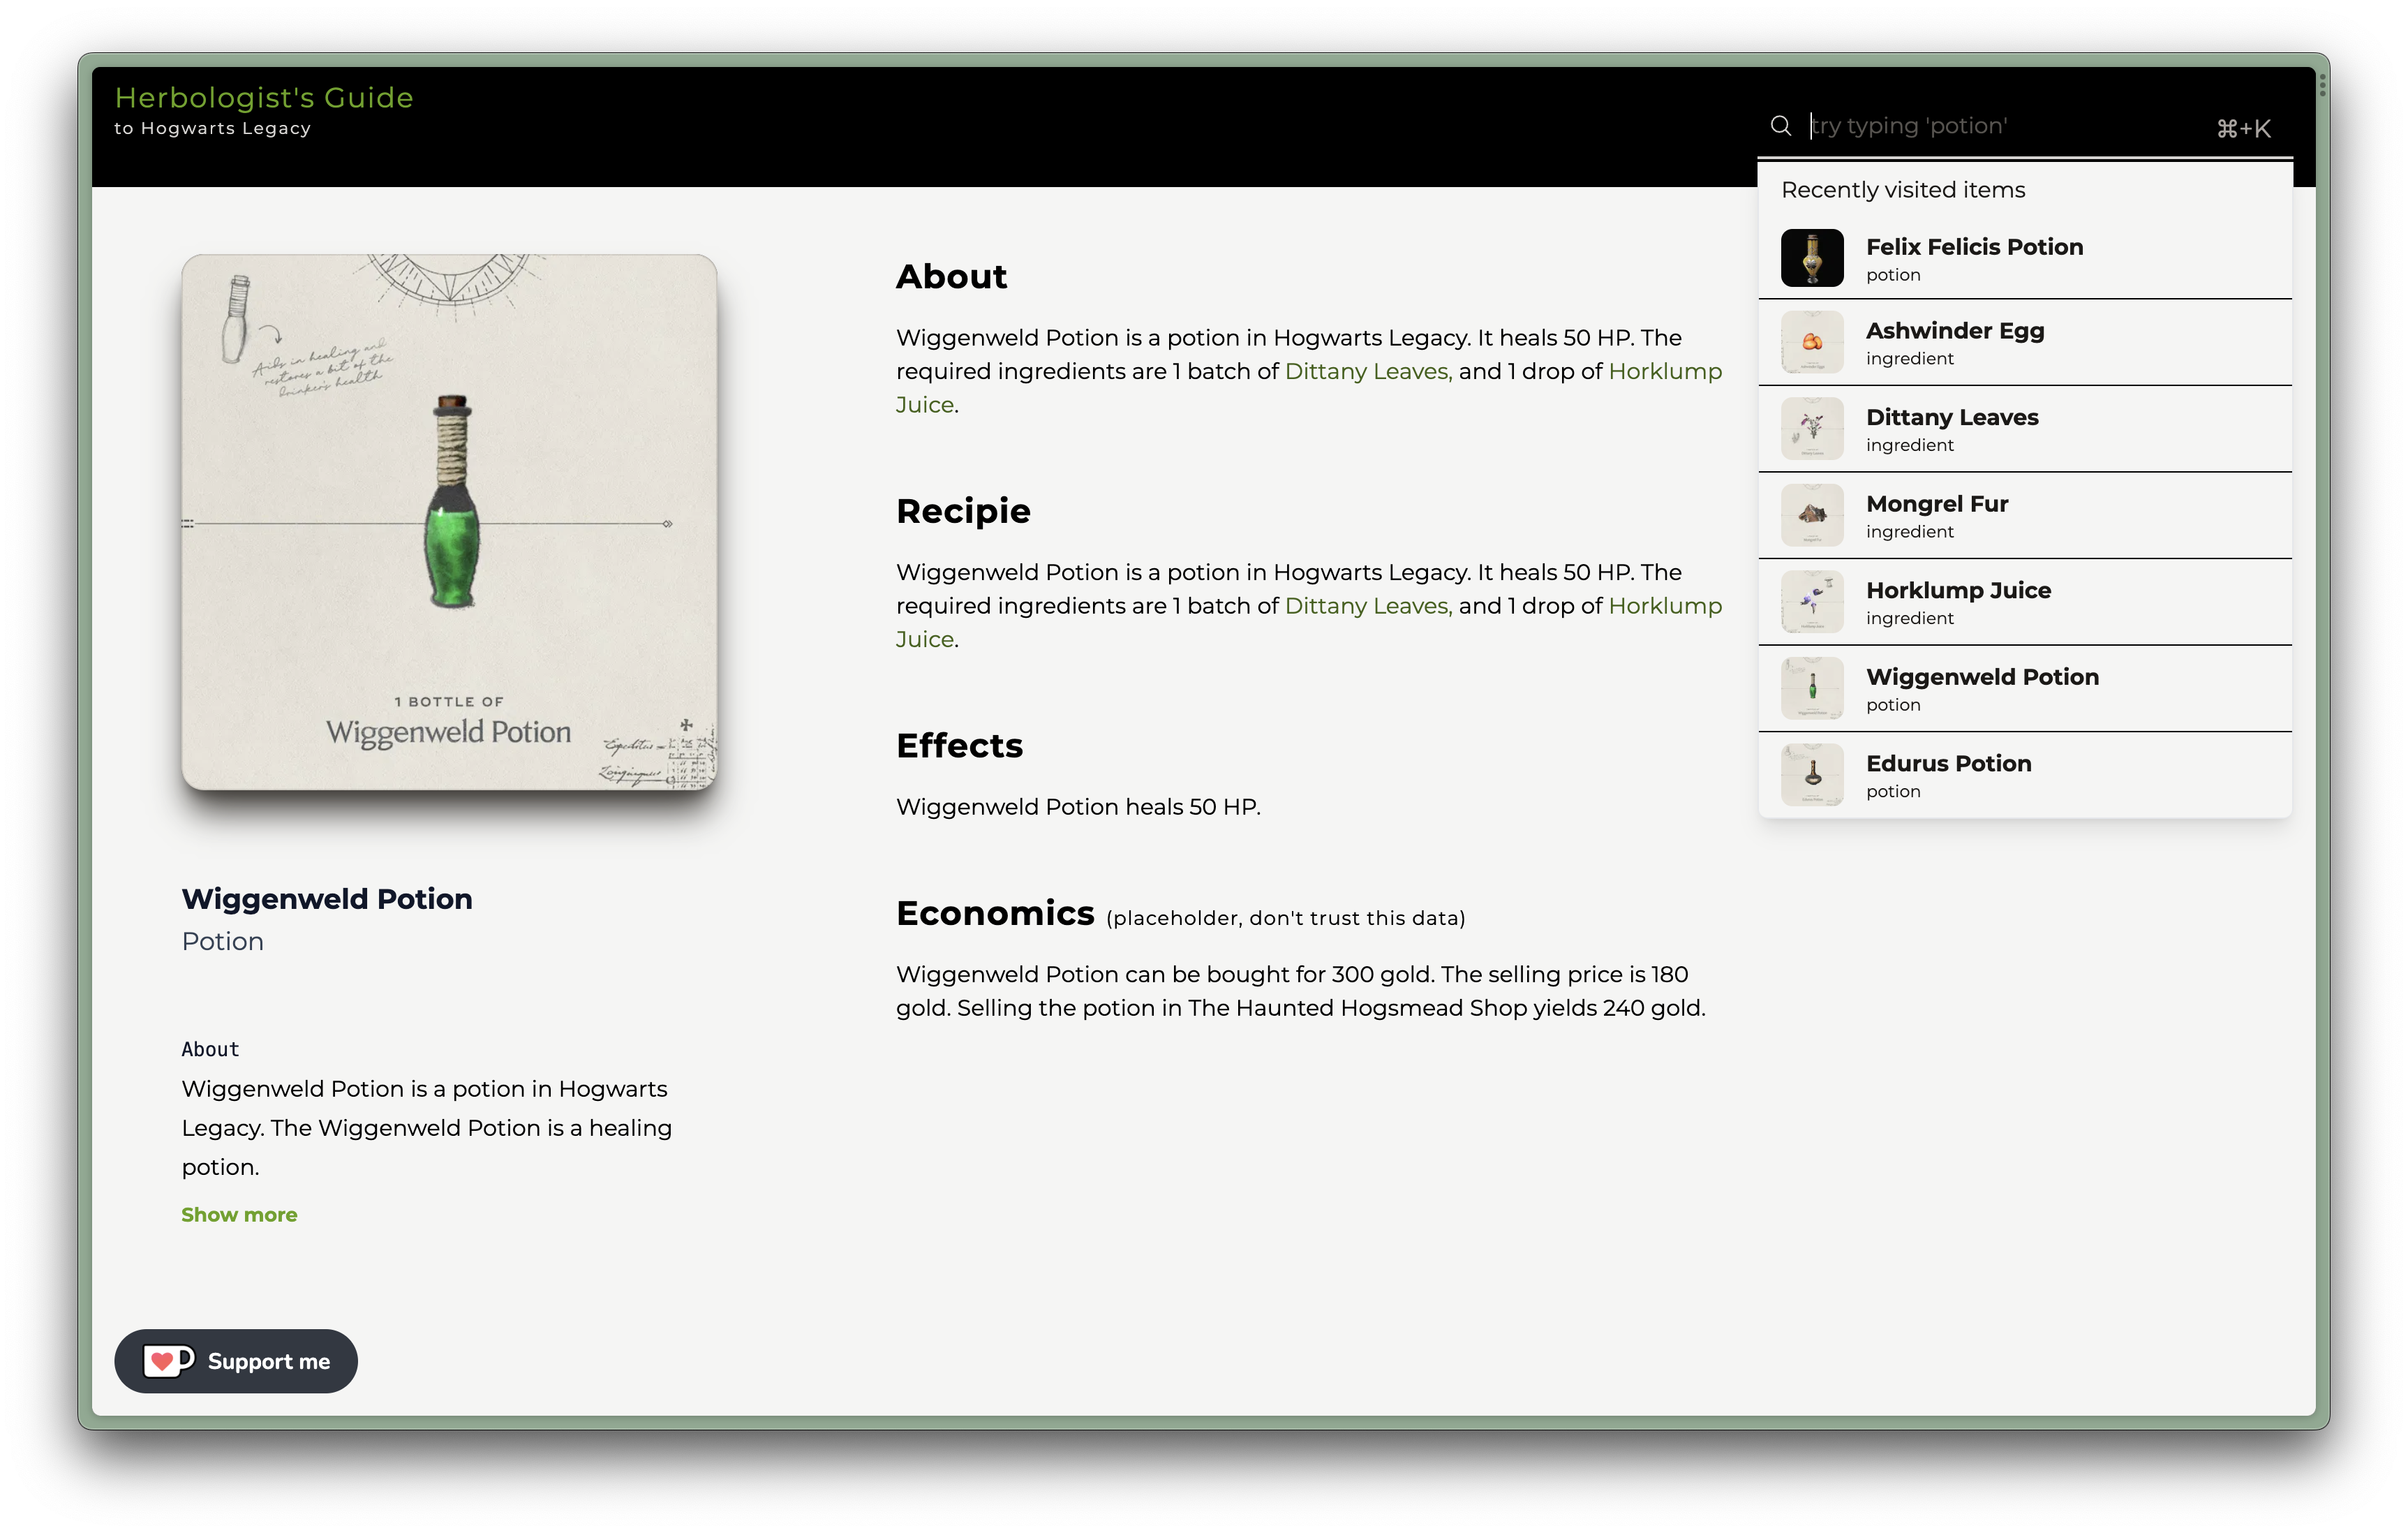 Herbologist's Guide
to Hogwarts Legacy
try typing 'potion'
⌘+K
Recently visited items
Felix Felicis Potion
potion
Ashwinder Egg
ingredient
Dittany Leaves
ingredient
Mongrel Fur
ingredient
Horklump Juice
ingredient
Wiggenweld Potion
potion
Edurus Potion
potion
Aids in healing and
restores a bit of the
drinker's health
1 BOTTLE OF
Wiggenweld Potion
Expeditus
Longinquus
Wiggenweld Potion
Potion
About
Wiggenweld Potion is a potion in Hogwarts
Legacy. The Wiggenweld Potion is a healing
potion.
Show more
About
Wiggenweld Potion is a potion in Hogwarts Legacy. It heals 50 HP. The
required ingredients are 1 batch of Dittany Leaves, and 1 drop of Horklump
Juice.
Recipie
Wiggenweld Potion is a potion in Hogwarts Legacy. It heals 50 HP. The
required ingredients are 1 batch of Dittany Leaves, and 1 drop of Horklump
Juice.
Effects
Wiggenweld Potion heals 50 HP.
Economics (placeholder, don't trust this data)
Wiggenweld Potion can be bought for 300 gold. The selling price is 180
gold. Selling the potion in The Haunted Hogsmead Shop yields 240 gold.
Support me